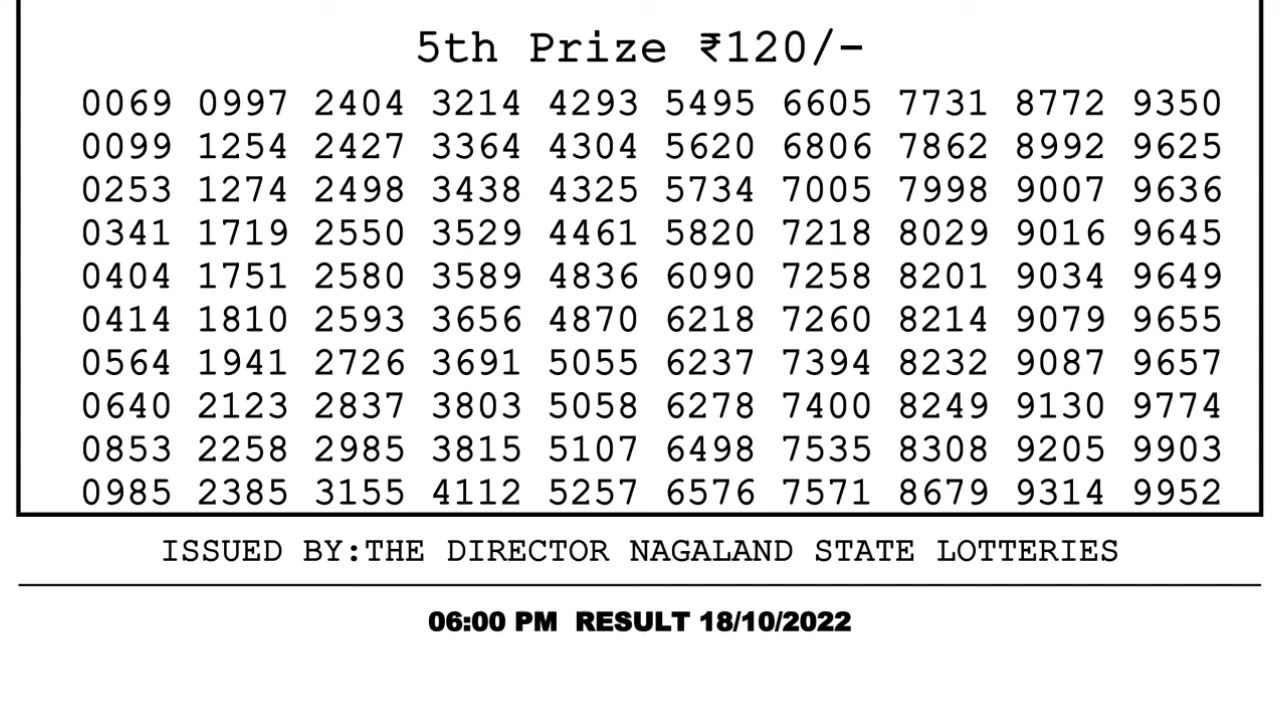 5th Prize ₹120/-
0069 0997 2404 3214 4293 5495 6605 7731 8772 9350
0099 1254 2427 3364 4304 5620 6806 7862 8992 9625
0253 1274 2498 3438 4325 5734 7005 7998 9007 9636
0341 1719 2550 3529 4461 5820 7218 8029 9016 9645
0404 1751 2580 3589 4836 6090 7258 8201 9034 9649
0414 1810 2593 3656 4870 6218 7260 8214 9079 9655
0564 1941 2726 3691 5055 6237 7394 8232 9087 9657
0640 2123 2837 3803 5058 6278 7400 8249 9130 9774
0853 2258 2985 3815 5107 6498 7535 8308 9205 9903
0985 2385 3155 4112 5257 6576 7571 8679 9314 9952
ISSUED BY:THE DIRECTOR NAGALAND STATE LOTTERIES
06:00 PM RESULT 18/10/2022